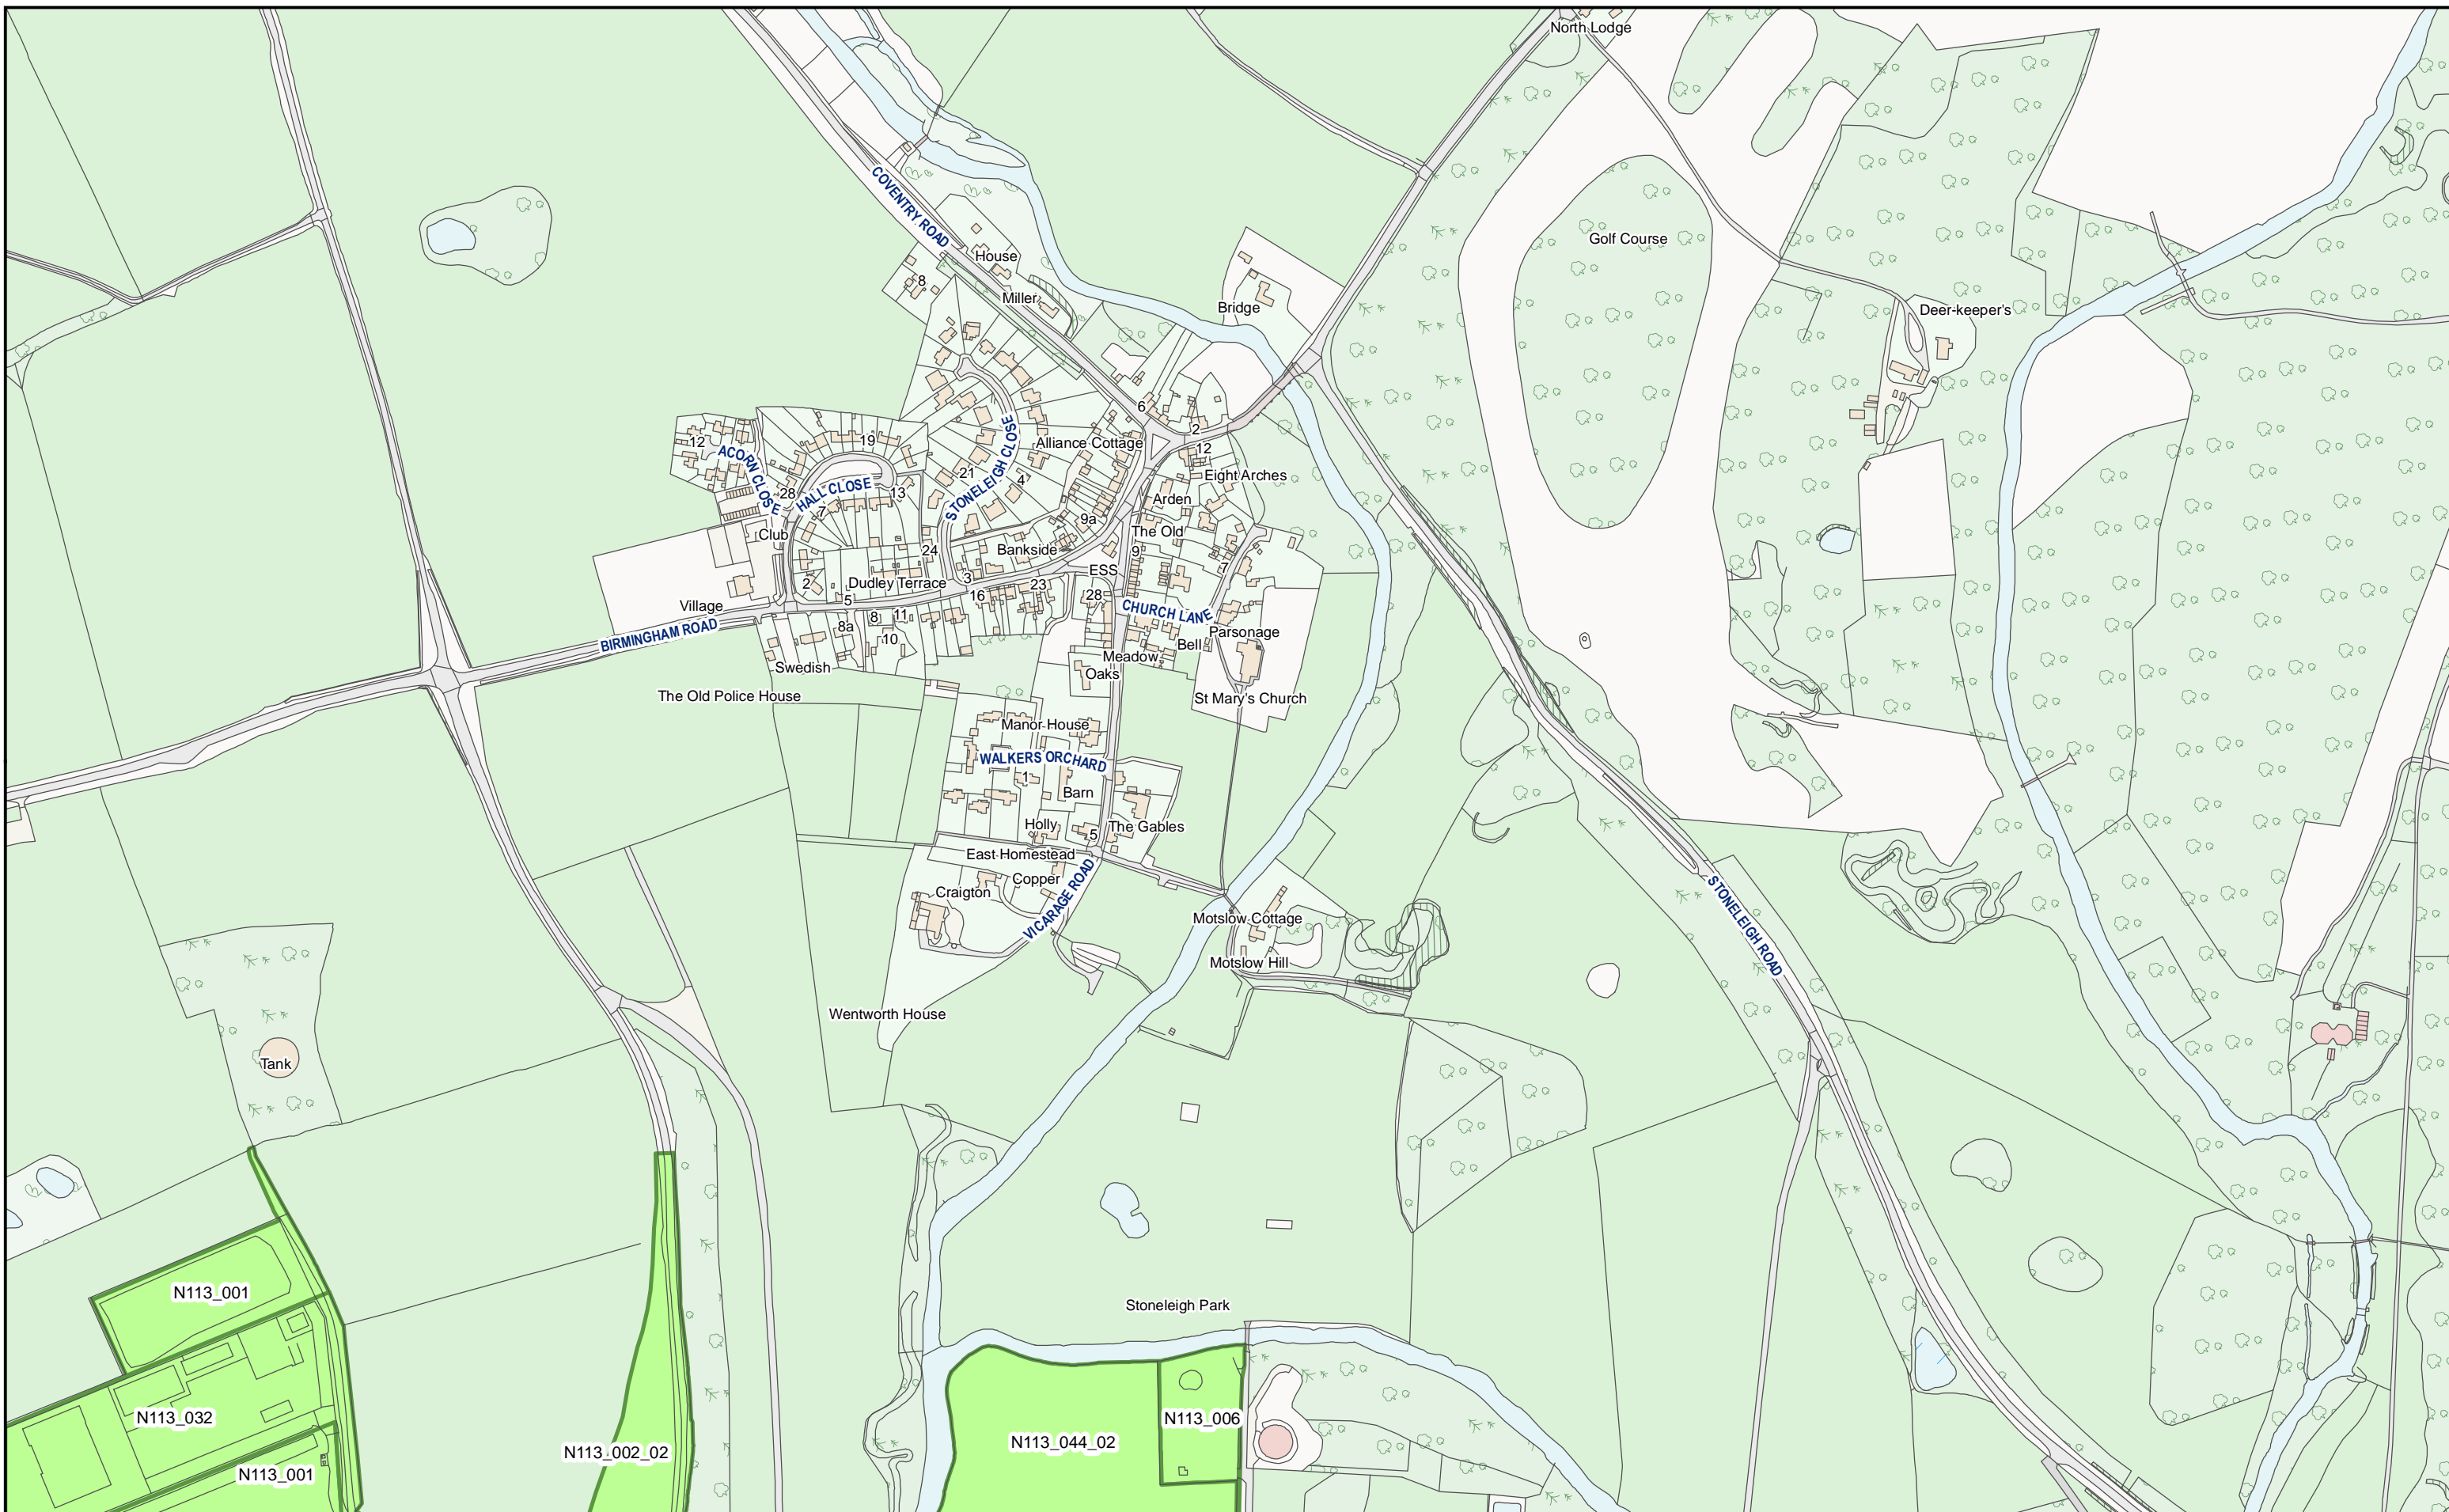 North Lodge
COVENTRY ROAD
Golf Course
House
8
Miller
Bridge
Deer-keeper's
6
2
12
19
Alliance Cottage
12
ACORN CLOSE
STONELEIGH CLOSE
21
4
Eight Arches
28
HALL CLOSE
13
Arden
7
9a
The Old
Club
24
Bankside
9
ESS
7
2
Dudley Terrace
3
23
Village
5
16
28
CHURCH LANE
8
11
8a
10
BIRMINGHAM ROAD
Parsonage
Bell
Meadow
Swedish
Oaks
The Old Police House
St Mary's Church
Manor House
WALKERS ORCHARD
1
Barn
Holly
5
The Gables
East Homestead
Copper
Craigton
VICARAGE ROAD
Motslow Cottage
STONELEIGH ROAD
Motslow Hill
Wentworth House
Tank
N113_001
Stoneleigh Park
N113_032
N113_006
N113_044_02
N113_002_02
N113_001